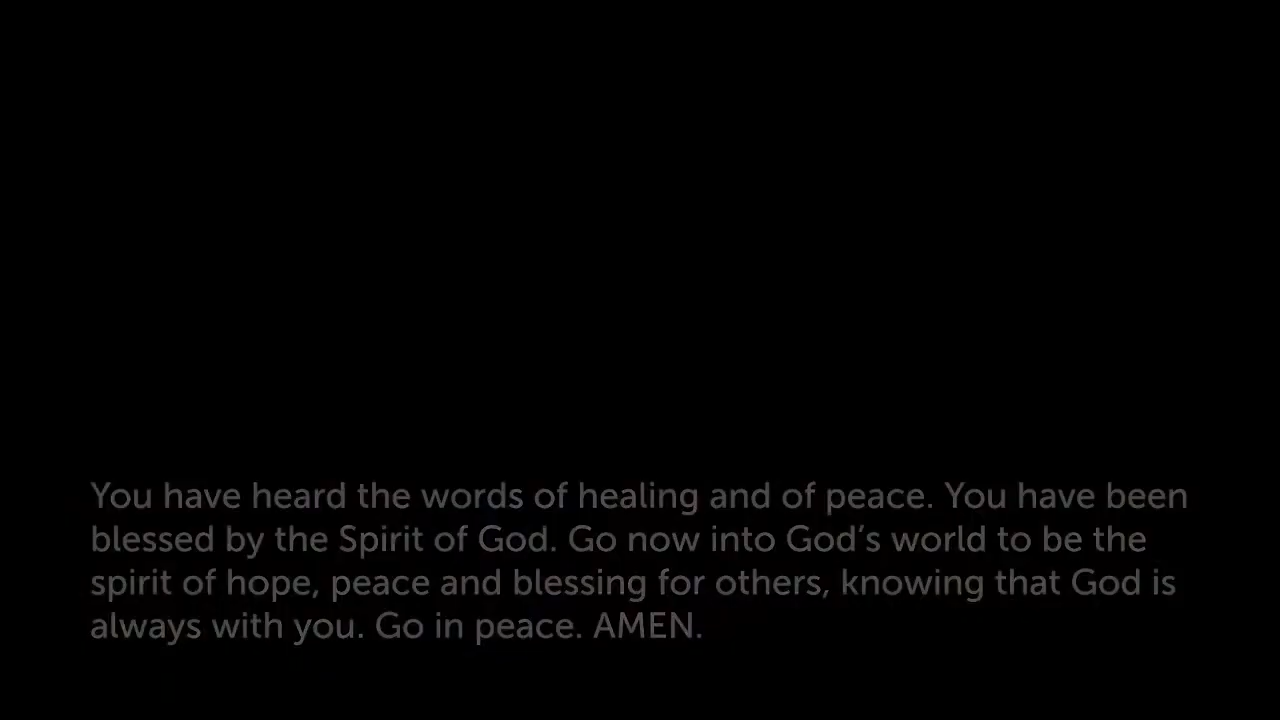 You have heard the words of healing and of peace. You have been
blessed by the Spirit of God. Go now into God’s world to be the
spirit of hope, peace and blessing for others, knowing that God is
always with you. Go in peace. AMEN.